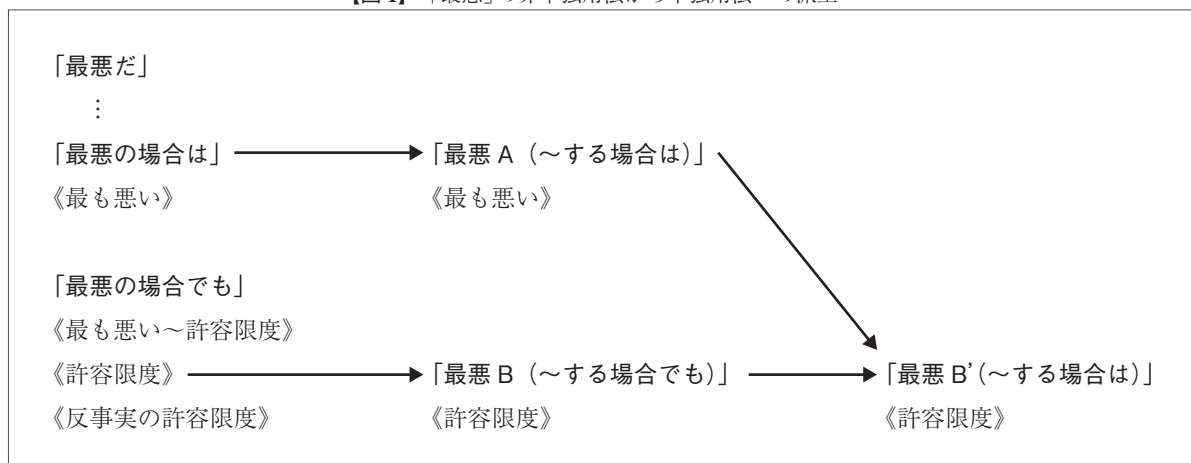 「最悪だ」
⋮
「最悪の場合は」 「最悪 A（～する場合は）」
《最も悪い》 《最も悪い》
「最悪の場合でも」
《最も悪い～許容限度》
《許容限度》 「最悪 B（～する場合でも）」 「最悪 B’（～する場合は）」
《反事実の許容限度》 《許容限度》 《許容限度》